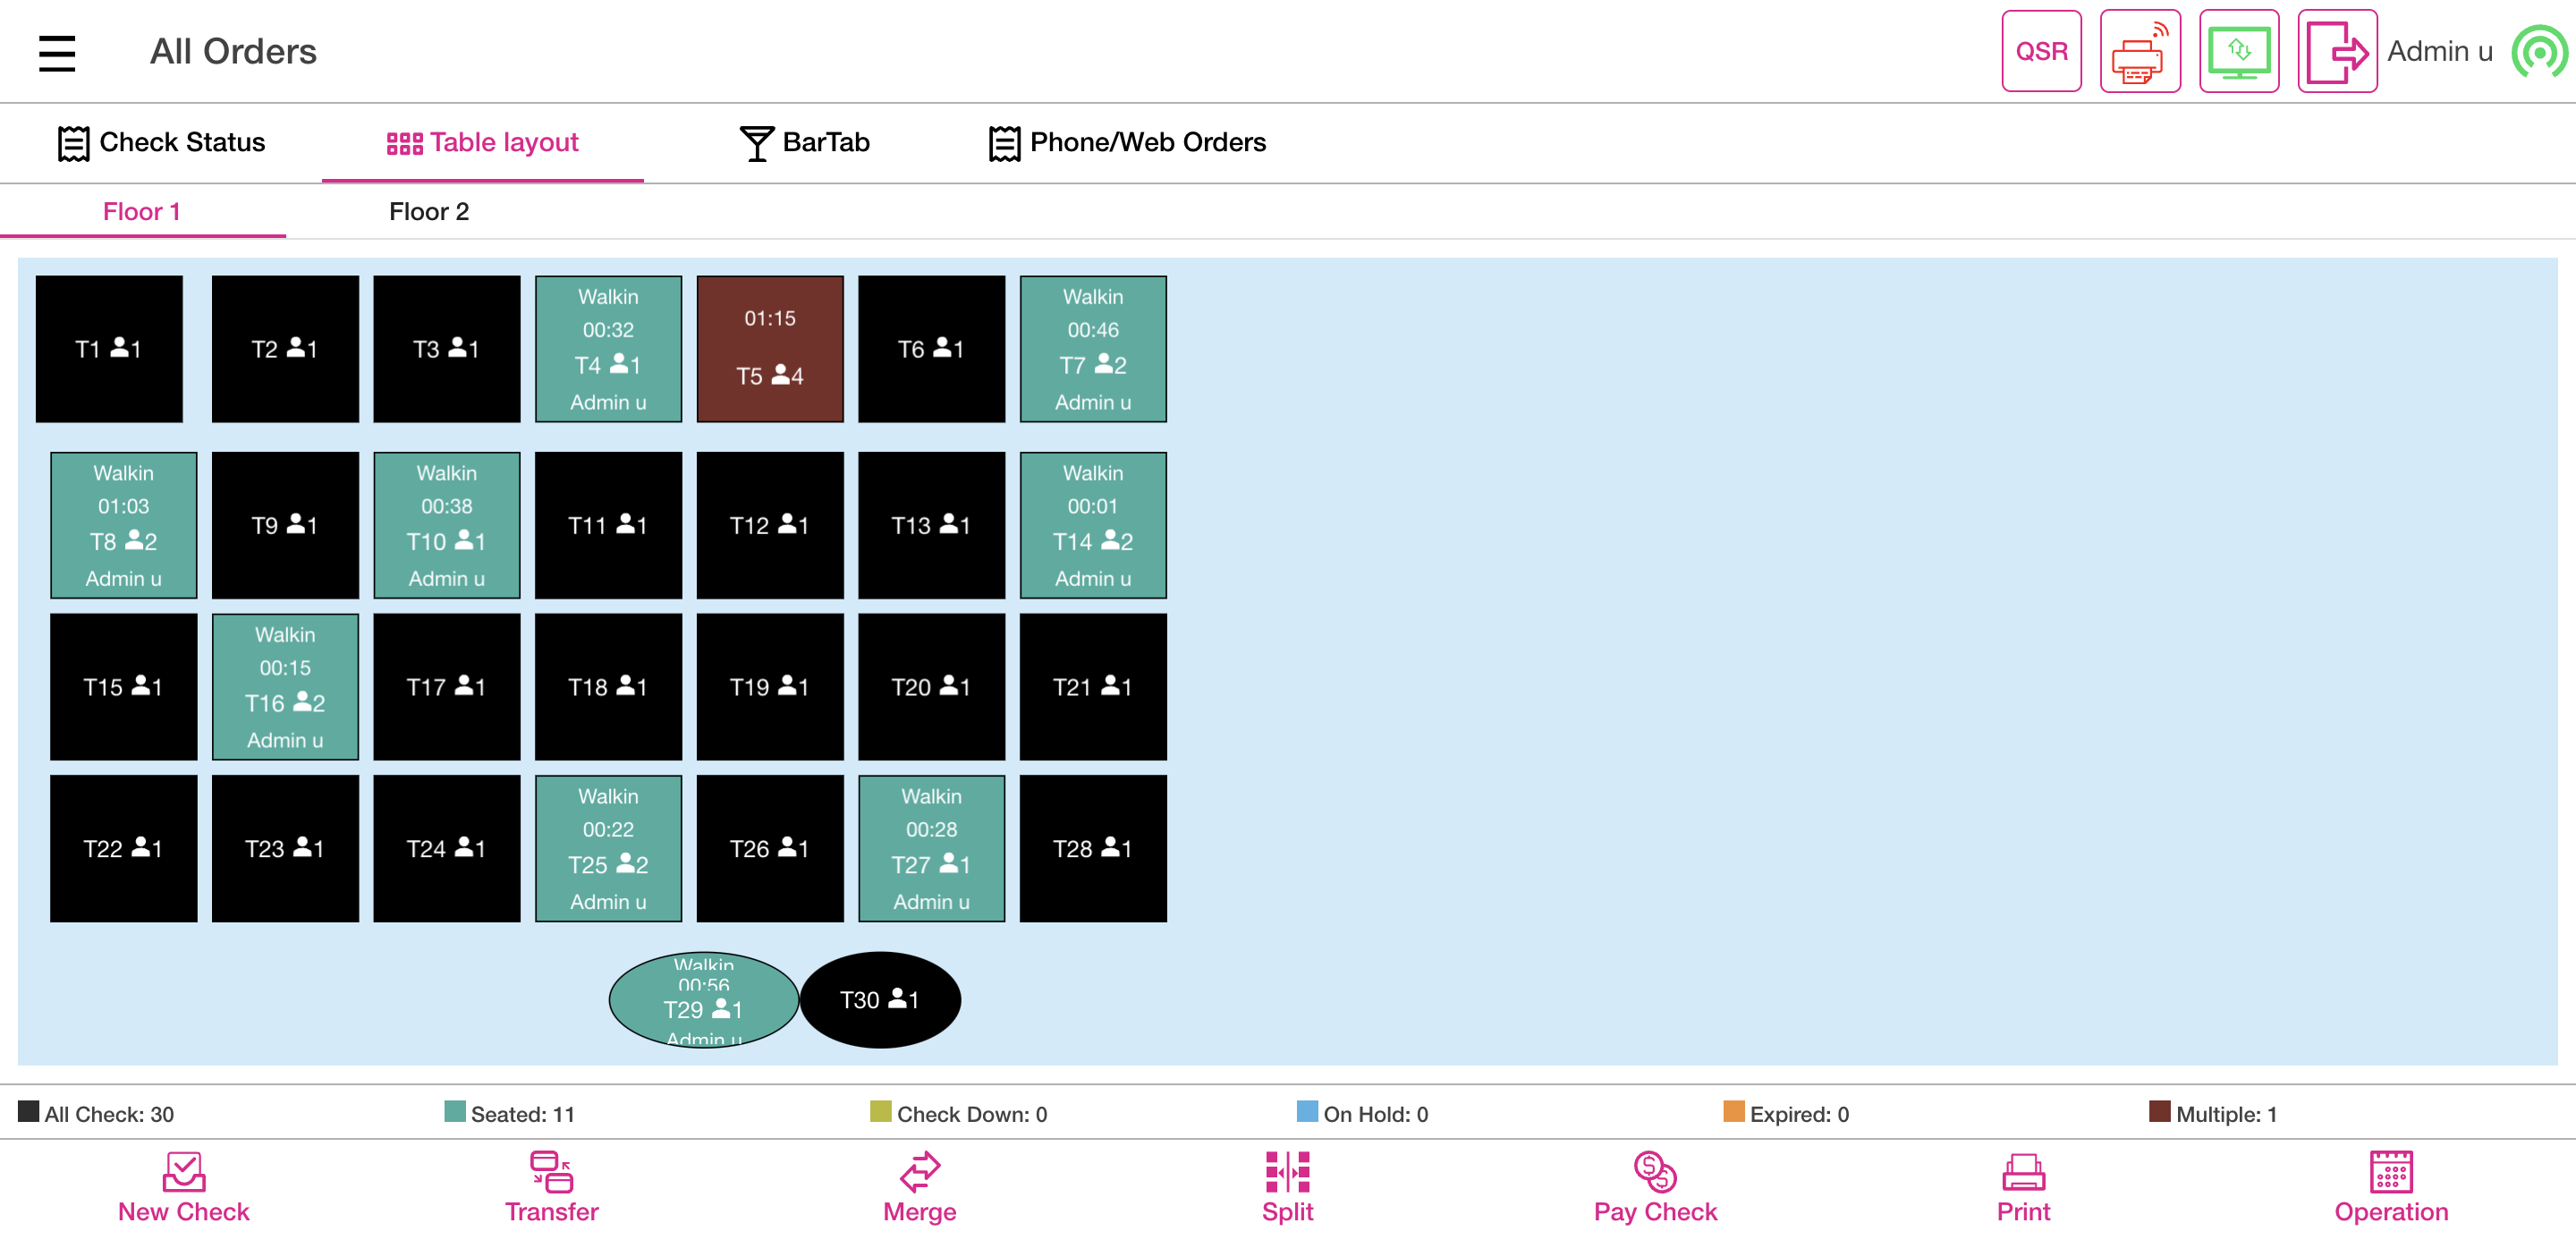 All Orders
QSR
Admin u
Check Status
Table layout
BarTab
Phone/Web Orders
Floor 1
Floor 2
T1 1
T2 1
T3 1
Walkin
00:32
T4 1
Admin u
01:15
T5 4
T6 1
Walkin
00:46
T7 2
Admin u
Walkin
01:03
T8 2
Admin u
T9 1
Walkin
00:38
T10 1
Admin u
T11 1
T12 1
T13 1
Walkin
00:01
T14 2
Admin u
T15 1
Walkin
00:15
T16 2
Admin u
T17 1
T18 1
T19 1
T20 1
T21 1
T22 1
T23 1
T24 1
Walkin
00:22
T25 2
Admin u
T26 1
Walkin
00:28
T27 1
Admin u
T28 1
Walkin
00:56
T29 1
Admin u
T30 1
All Check: 30
Seated: 11
Check Down: 0
On Hold: 0
Expired: 0
Multiple: 1
New Check
Transfer
Merge
Split
Pay Check
Print
Operation